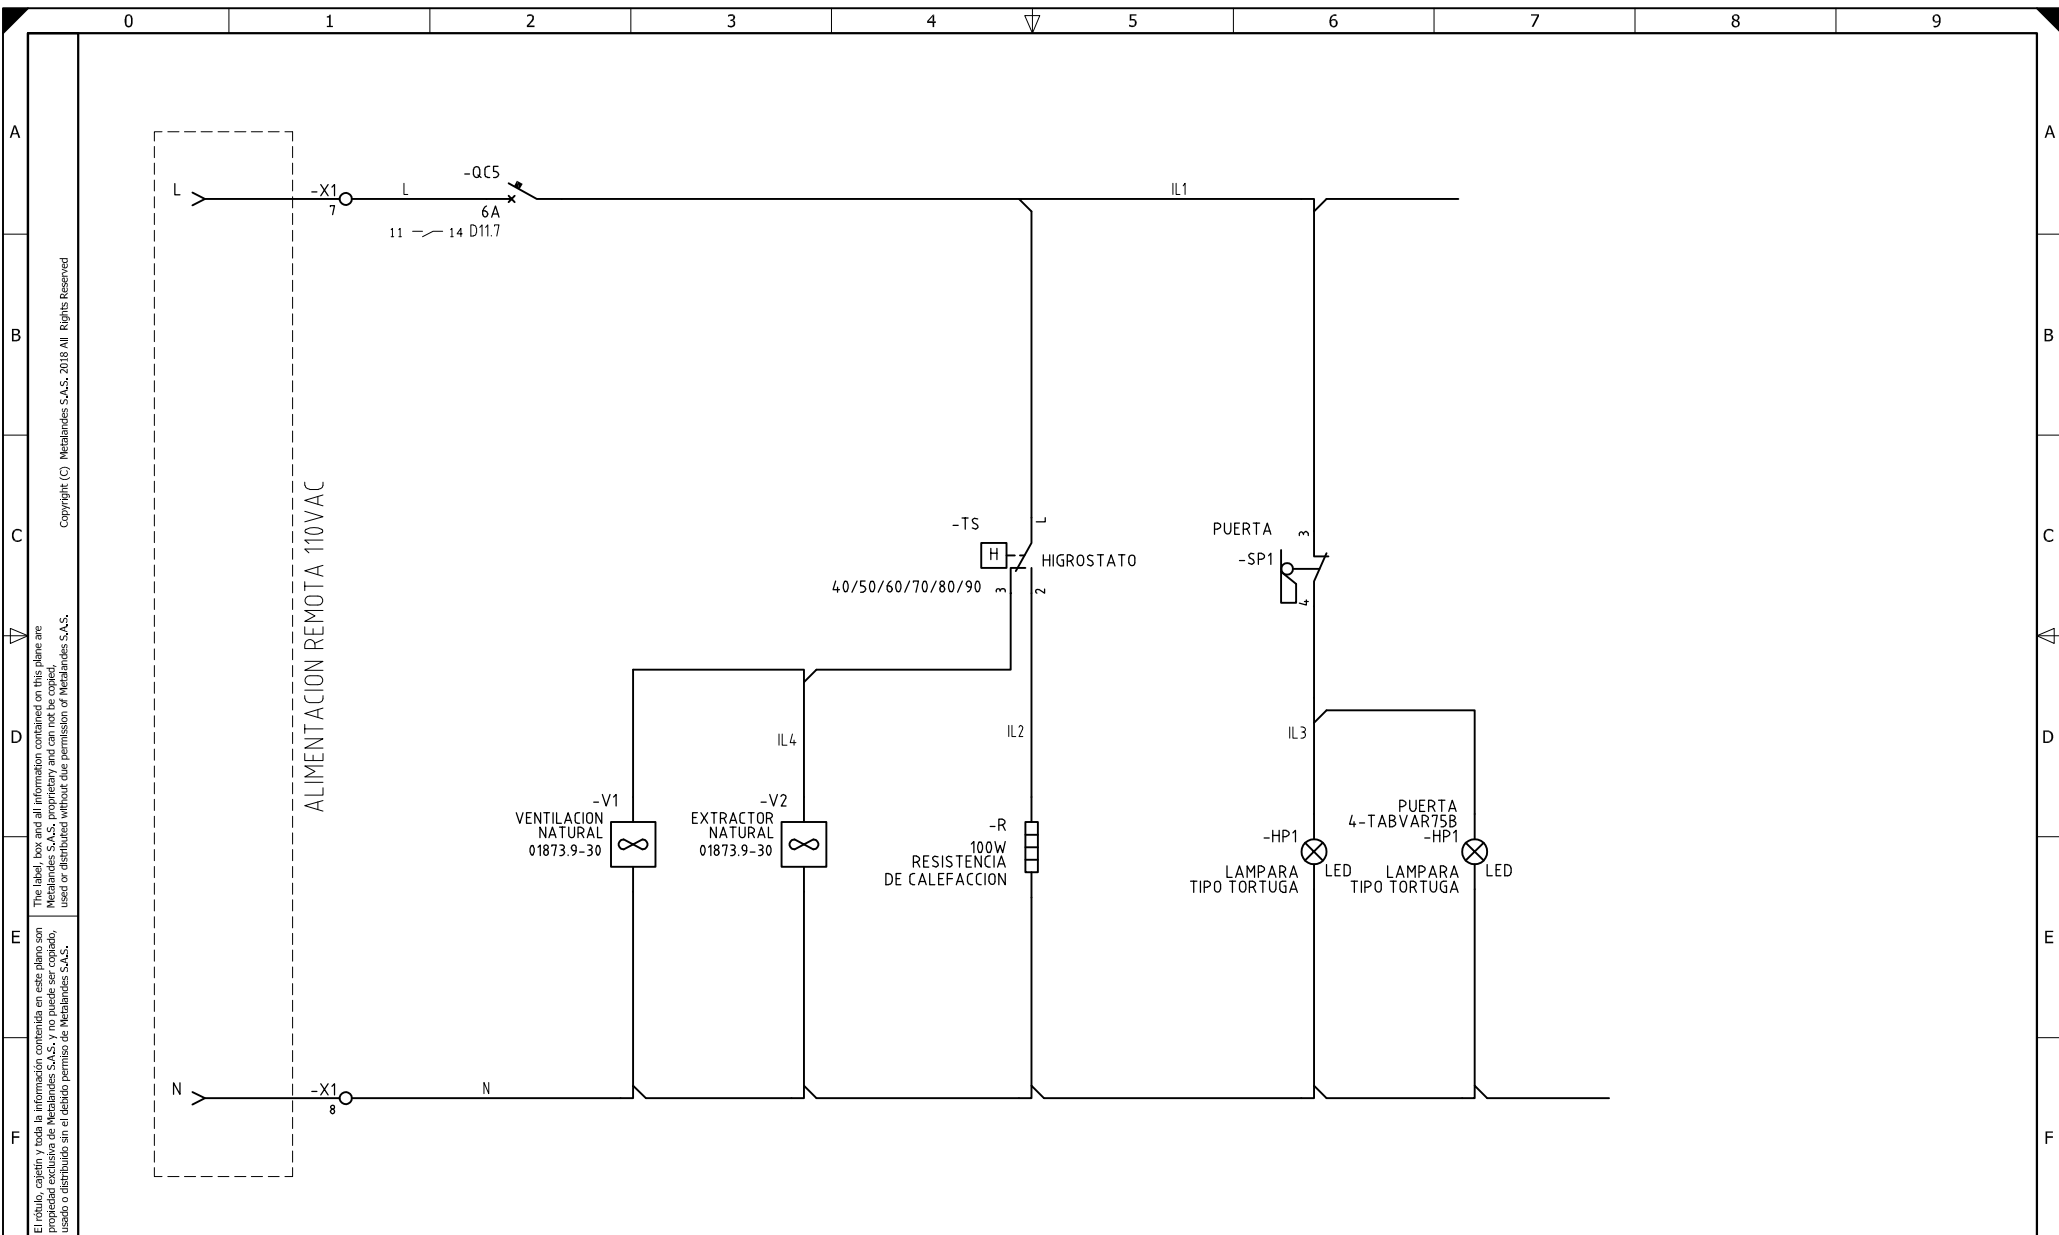 0 1 2 3 4 5 6 7 8 9
A A
B B
C C
D D
E E
F F
Copyright (C) Metalandes S.A.S. 2018 All Rights Reserved
The label, box and all information contained on this plane are
Metalandes S.A.S. proprietary and can not be copied,
used or distributed without due permission of Metalandes S.A.S.
El rótulo, cajetín y toda la información contenida en este plano son
propiedad exclusiva de Metalandes S.A.S. y no puede ser copiado,
usado o distribuido sin el debido permiso de Metalandes S.A.S.
ALIMENTACION REMOTA 110VAC
L
-X1
7
L
-QC5
6A
11 14 D11.7
IL1
-TS
L
H
HIGROSTATO
40/50/60/70/80/90
3
2
PUERTA
3
-SP1
4
IL4
IL2
IL3
-V1
VENTILACION
NATURAL
01873.9-30
-V2
EXTRACTOR
NATURAL
01873.9-30
-R
100W
RESISTENCIA
DE CALEFACCION
-HP1
LED
LAMPARA
TIPO TORTUGA
PUERTA
4-TABVAR75B
-HP1
LED
LAMPARA
TIPO TORTUGA
N
-X1
8
N